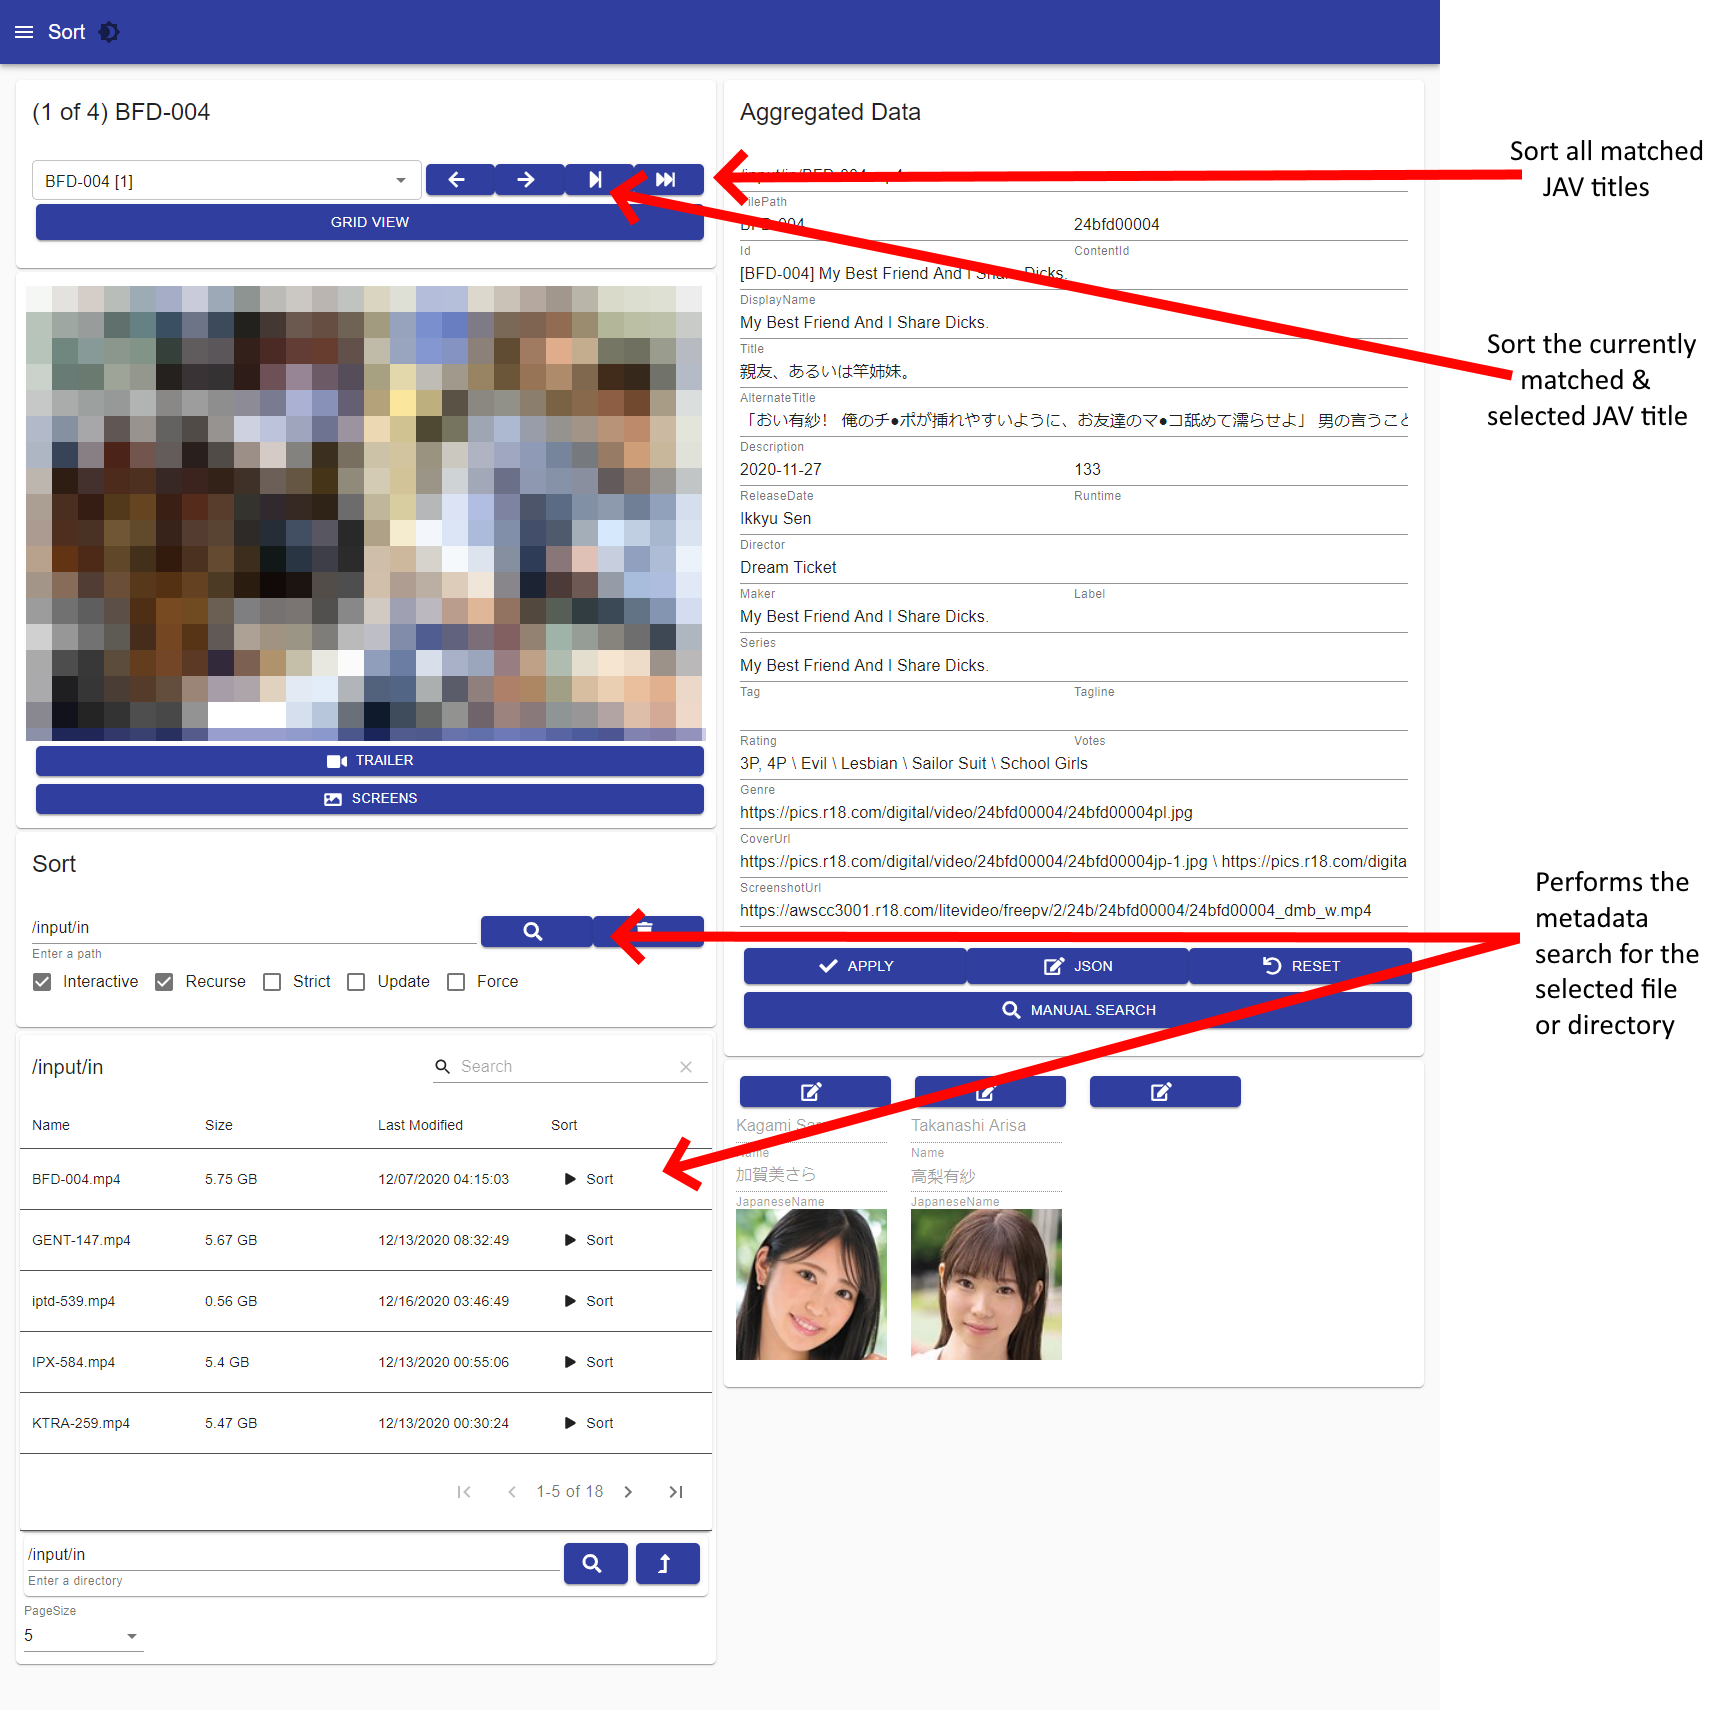 Sort
(1 of 4) BFD-004
BFD-004 [1]
GRID VIEW
TRAILER
SCREENS
Sort
/input/in
Enter a path
Interactive Recurse Strict Update Force
/input/in
Search
Name Size Last Modified Sort
BFD-004.mp4 5.75 GB 12/07/2020 04:15:03 Sort
GENT-147.mp4 5.67 GB 12/13/2020 08:32:49 Sort
iptd-539.mp4 0.56 GB 12/16/2020 03:46:49 Sort
IPX-584.mp4 5.4 GB 12/13/2020 00:55:06 Sort
KTRA-259.mp4 5.47 GB 12/13/2020 00:30:24 Sort
1-5 of 18
/input/in
Enter a directory
PageSize
5
Aggregated Data
/input/in/BFD-004.mp4
FilePath
BFD-004 24bfd00004
Id ContentId
[BFD-004] My Best Friend And I Share Dicks.
DisplayName
My Best Friend And I Share Dicks.
Title
親友、あるいは竿姉妹。
AlternateTitle
「おい有紗！ 俺のチ●ポが挿れやすいように、お友達のマ●コ舐めて濡らせよ」 男の言うこと
Description
2020-11-27 133
ReleaseDate Runtime
Ikkyu Sen
Director
Dream Ticket
Maker Label
My Best Friend And I Share Dicks.
Series
My Best Friend And I Share Dicks.
Tag Tagline
Rating Votes
3P, 4P \ Evil \ Lesbian \ Sailor Suit \ School Girls
Genre
https://pics.r18.com/digital/video/24bfd00004/24bfd00004pl.jpg
CoverUrl
https://pics.r18.com/digital/video/24bfd00004/24bfd00004jp-1.jpg \ https://pics.r18.com/digita
ScreenshotUrl
https://awscc3001.r18.com/litevideo/freepv/2/24b/24bfd00004/24bfd00004_dmb_w.mp4
APPLY JSON RESET
MANUAL SEARCH
Kagami Takanashi Arisa
Name Name
加賀美さら 高梨有紗
JapaneseName JapaneseName
Sort all matched
JAV titles
Sort the currently
matched &
selected JAV title
Performs the
metadata
search for the
selected file
or directory